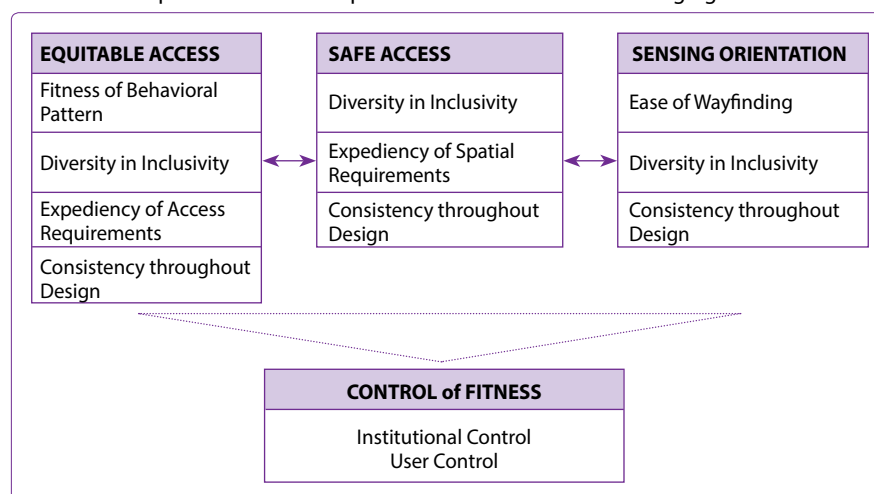 EQUITABLE ACCESS
Fitness of Behavioral
Pattern
Diversity in Inclusivity
Expediency of Access
Requirements
Consistency throughout
Design
SAFE ACCESS
Diversity in Inclusivity
Expediency of Spatial
Requirements
Consistency throughout
Design
SENSING ORIENTATION
Ease of Wayfinding
Diversity in Inclusivity
Consistency throughout
Design
CONTROL of FITNESS
Institutional Control
User Control